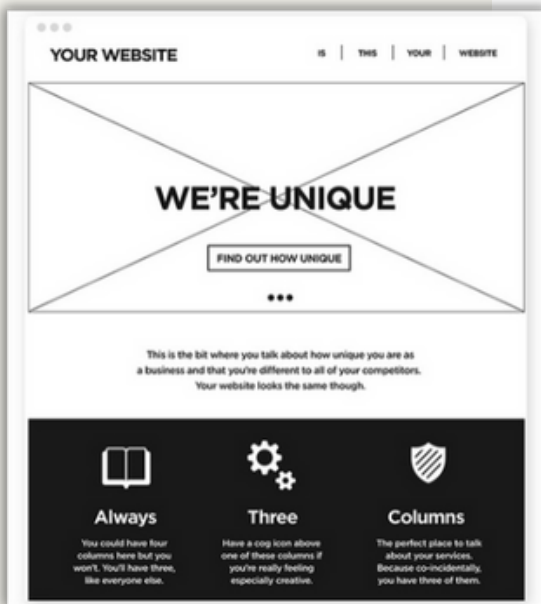 YOUR WEBSITE
IS | THIS | YOUR | WEBSITE
WE'RE UNIQUE
FIND OUT HOW UNIQUE
This is the bit where you talk about how unique you are as
a business and that you're different to all of your competitors.
Your website looks the same though.
Always
You could have four
columns here but you
won't. You'll have three,
like everyone else.
Three
Have a cog icon above
one of these columns if
you're really feeling
especially creative.
Columns
The perfect place to talk
about your services.
Because co-incidentally,
you have three of them.